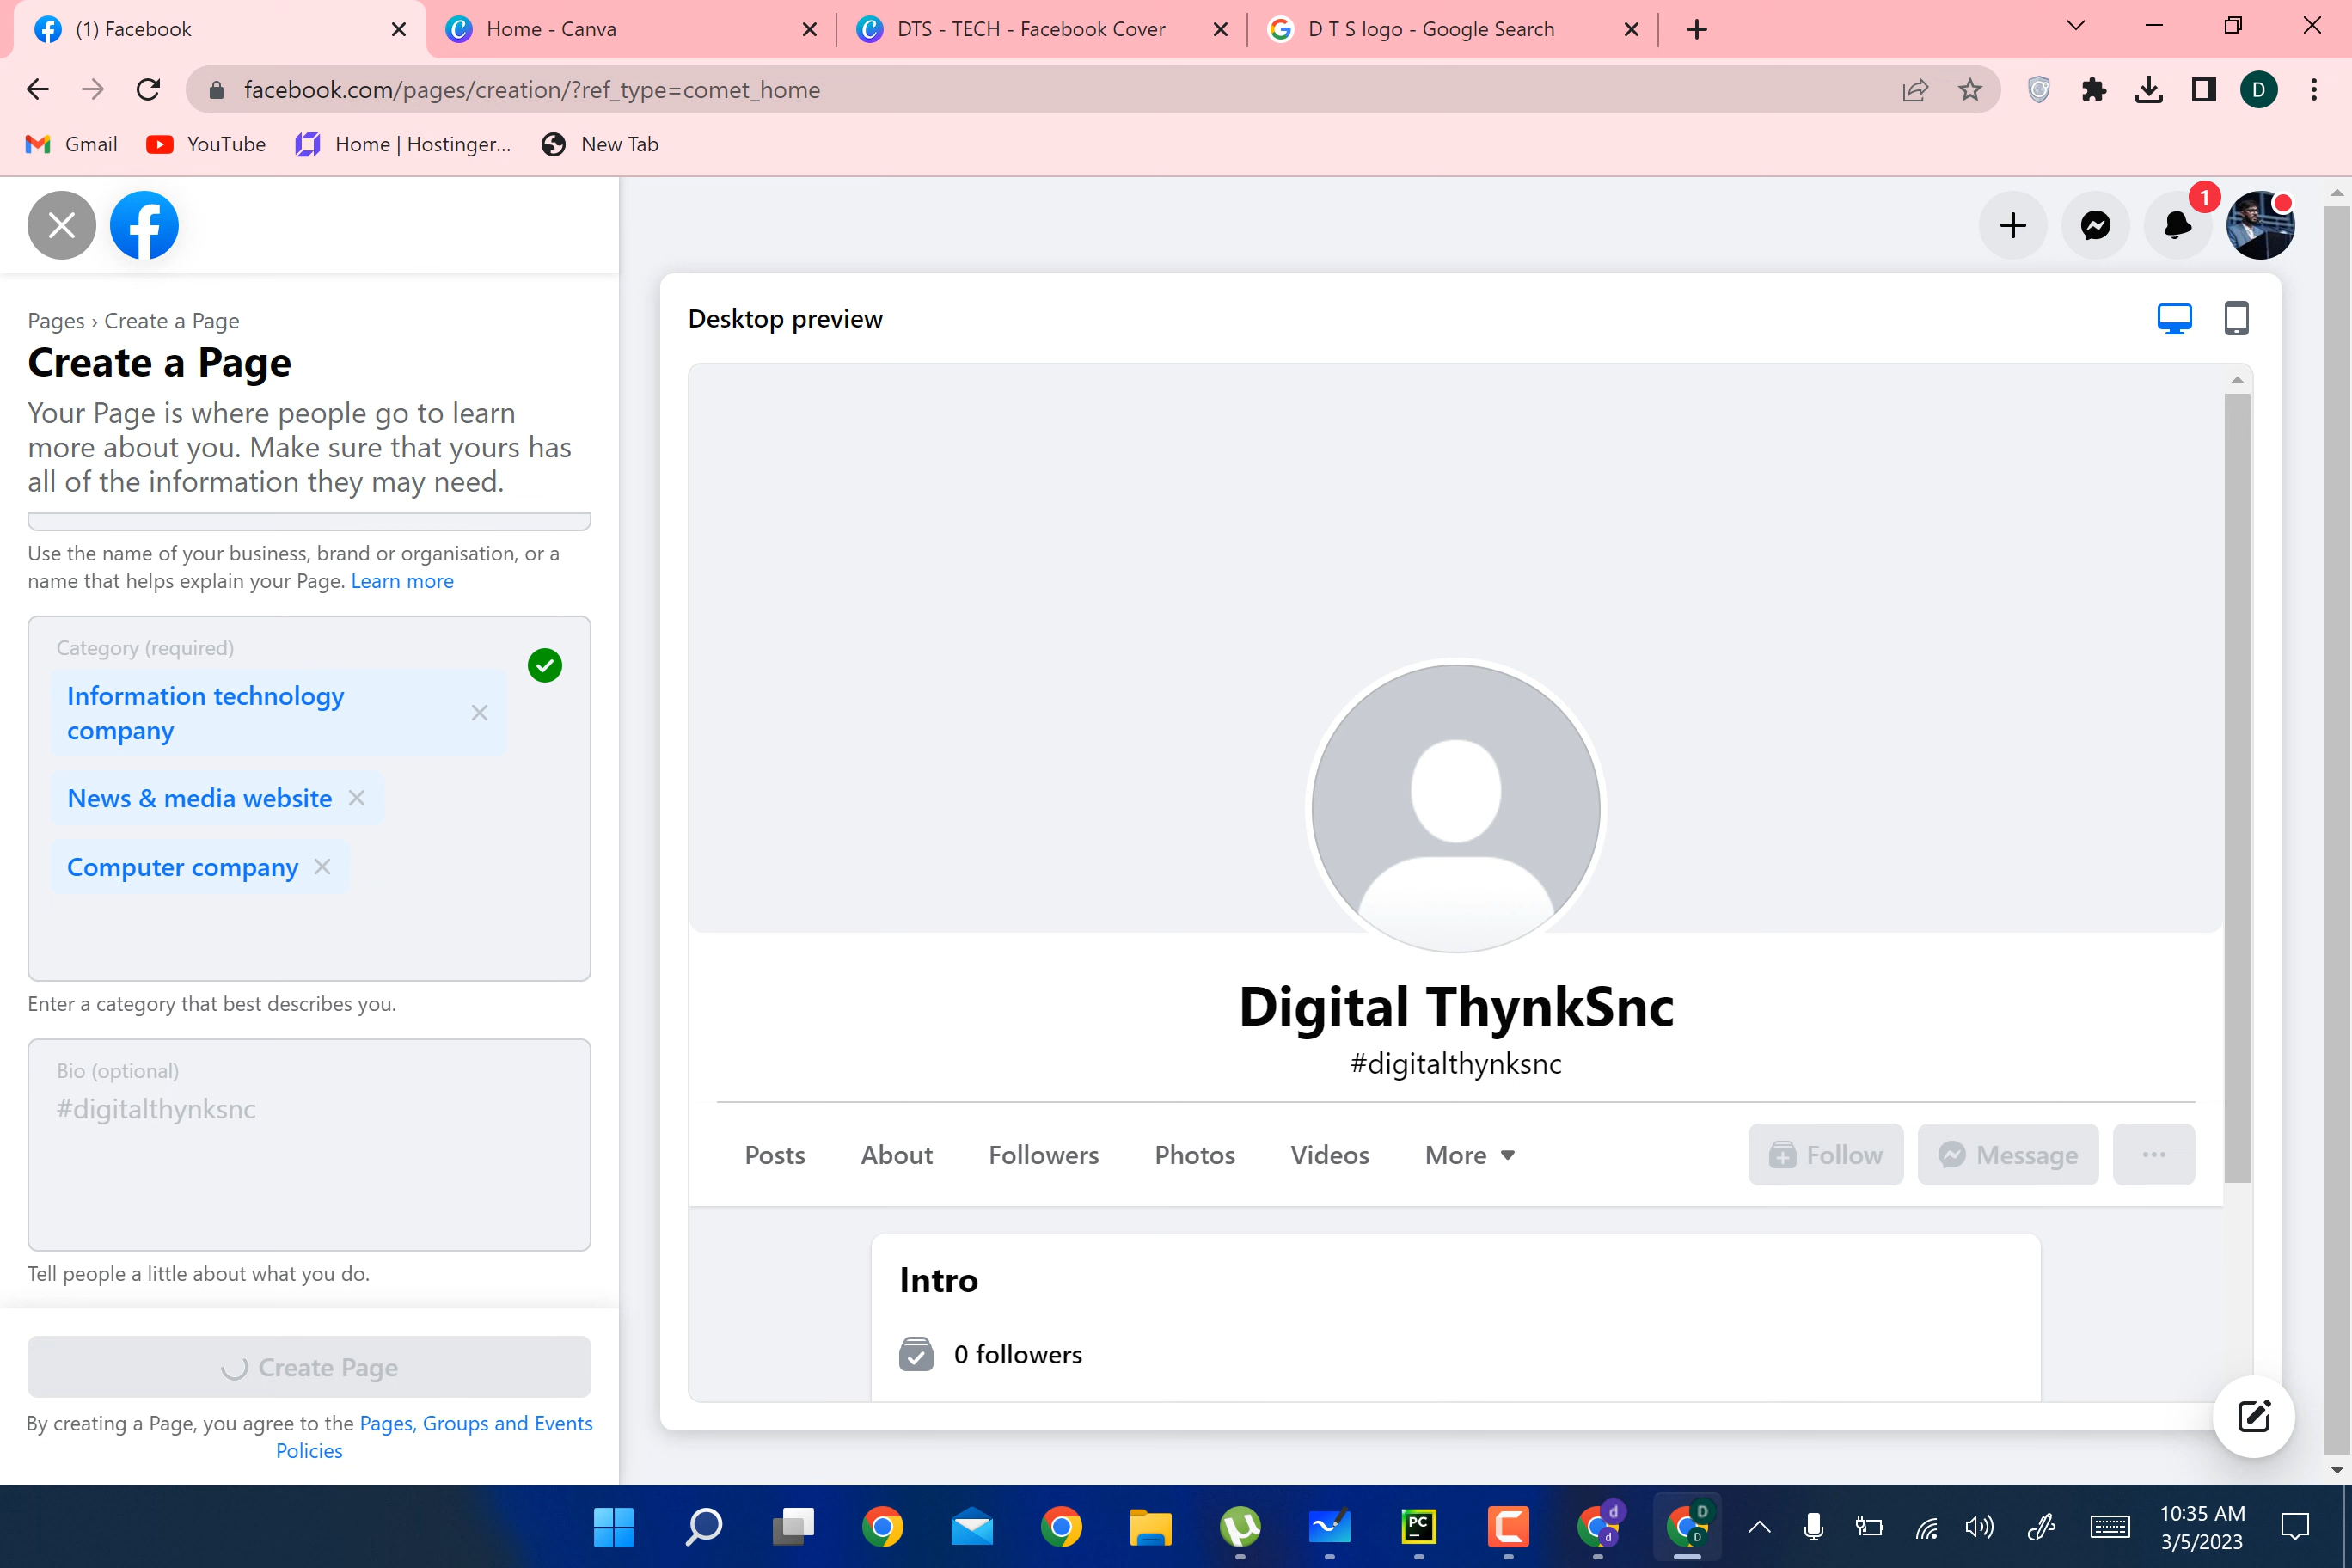 (1) Facebook
Home - Canva
DTS - TECH - Facebook Cover
D T S logo - Google Search
facebook.com/pages/creation/?ref_type=comet_home
D
Gmail
YouTube
Home | Hostinger...
New Tab
1
Pages › Create a Page
Create a Page
Your Page is where people go to learn
more about you. Make sure that yours has
all of the information they may need.
Use the name of your business, brand or organisation, or a
name that helps explain your Page. Learn more
Category (required)
Information technology
company
News & media website
Computer company
Enter a category that best describes you.
Bio (optional)
#digitalthynksnc
Tell people a little about what you do.
Create Page
By creating a Page, you agree to the Pages, Groups and Events
Policies
Desktop preview
Digital ThynkSnc
#digitalthynksnc
Posts
About
Followers
Photos
Videos
More
Follow
Message
Intro
0 followers
PC
d
d
D
D
10:35 AM
3/5/2023